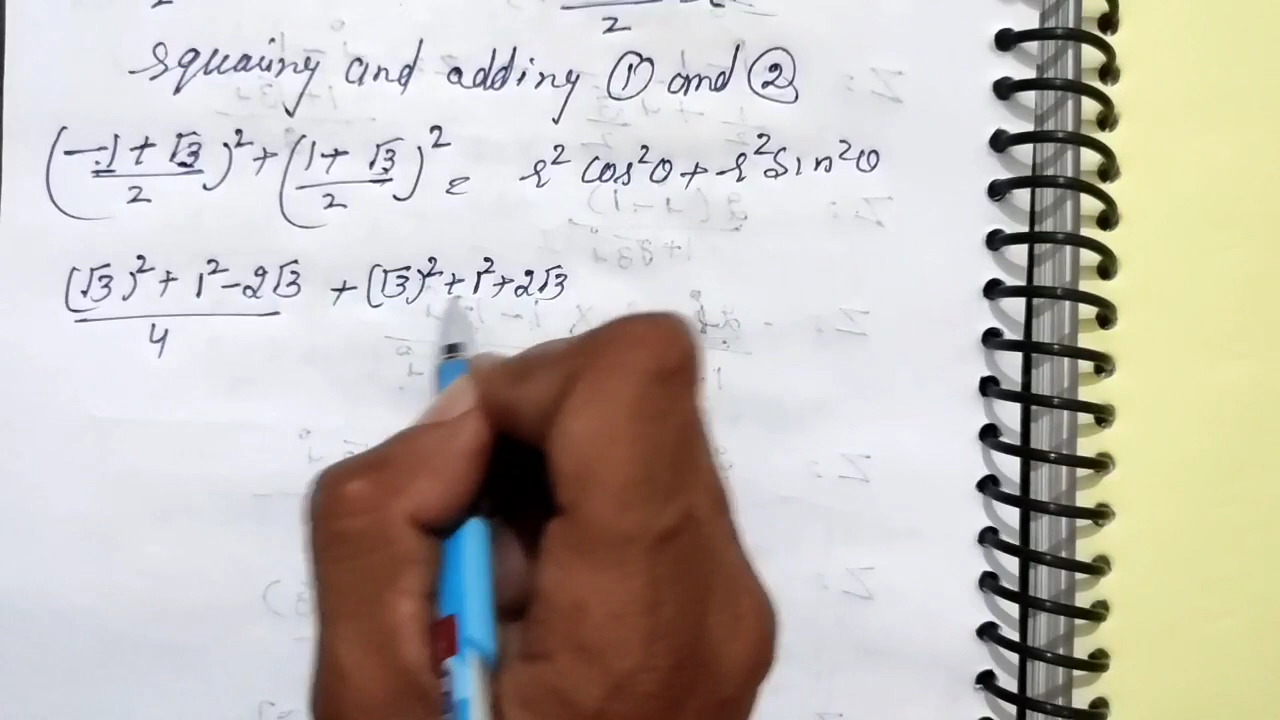 2
squaring and adding ① and ②
(-1+√3/2)²+(1+√3/2)² = r² cos²θ+r² Sin²θ
(√3)²+1²-2√3/4 + (√3)²+1²+2√3